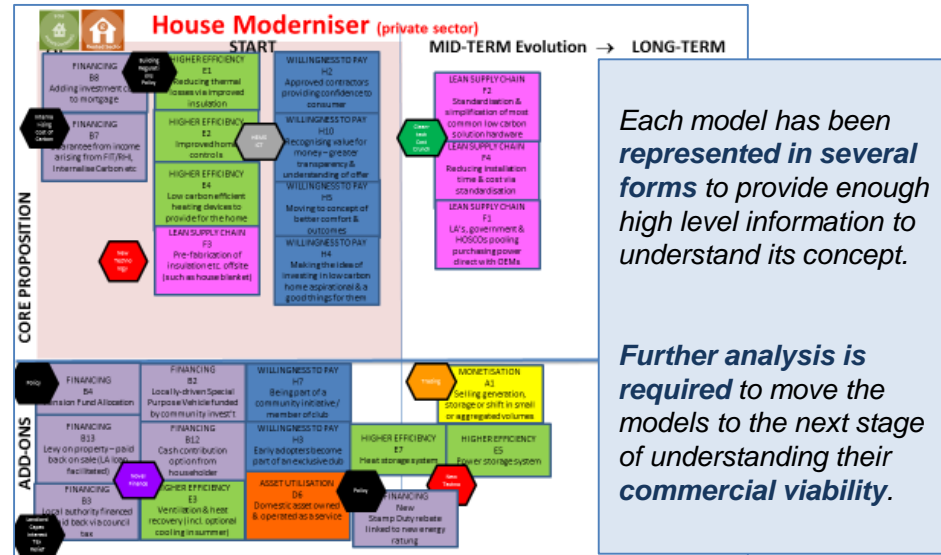 House Moderniser (private sector)
START
MID-TERM Evolution → LONG-TERM
CORE PROPOSITION
FINANCING
B8
Adding investment
to mortgage
Building
FINANCING
B7
from income
arising from FIT/RHI,
Internalise Carbon etc
Cost of
Carbon
HIGHER EFFICIENCY
E1
Reducing thermal
losses via improved
insulation
HIGHER EFFICIENCY
E2
Improved home
controls
HIGHER EFFICIENCY
E4
Low carbon efficient
heating devices to
provide for the home
LEAN SUPPLY CHAIN
F3
Pre-fabrication of
insulation etc, offsite
(such as house blanket)
New
WILLINGNESS TO PAY
H2
Approved contractors
providing confidence to
consumer
ICT
WILLINGNESS TO PAY
H10
Recognising value for
money – greater
transparency &
understanding of offer
WILLINGNESS TO PAY
H5
Moving to concept of
better comfort &
outcomes
WILLINGNESS TO PAY
H4
Making the idea of
investing in low carbon
home aspirational & a
good things for them
LEAN SUPPLY CHAIN
F2
Standardisation &
simplification of most
common low carbon
solution hardware
LEAN SUPPLY CHAIN
F4
Reducing installation
time & cost via
standardisation
LEAN SUPPLY CHAIN
F1
LA's, government &
HOSCOs pooling
purchasing power
direct with OEMs
ADD-ONS
Policy
FINANCING
B4
Pension Fund Allocation
FINANCING
B13
Levy on property – paid
back on sale (LA loan
facilitated)
FINANCING
B3
Local authority financed
paid back via council
tax
FINANCING
B2
Locally-driven Special
Purpose Vehicle funded
by community invest't
FINANCING
B12
Cash contribution
option from
householder
Novel
Finance
HIGHER EFFICIENCY
E3
Ventilation & heat
recovery (incl. optional
cooling in summer)
WILLINGNESS TO PAY
H7
Being part of a
community initiative/
member of club
WILLINGNESS TO PAY
H3
Early adopters become
part of an exclusive club
ASSET UTILISATION
D6
Domestic asset owned
& operated as a service
Policy
HIGHER EFFICIENCY
E7
Heat storage system
FINANCING
New
Stamp Duty rebate
linked to new energy
rating
Trading
MONETISATION
A1
Selling generation,
storage or shift in small
or aggregated volumes
HIGHER EFFICIENCY
E5
Power storage system
Each model has been
represented in several
forms to provide enough
high level information to
understand its concept.
Further analysis is
required to move the
models to the next stage
of understanding their
commercial viability.